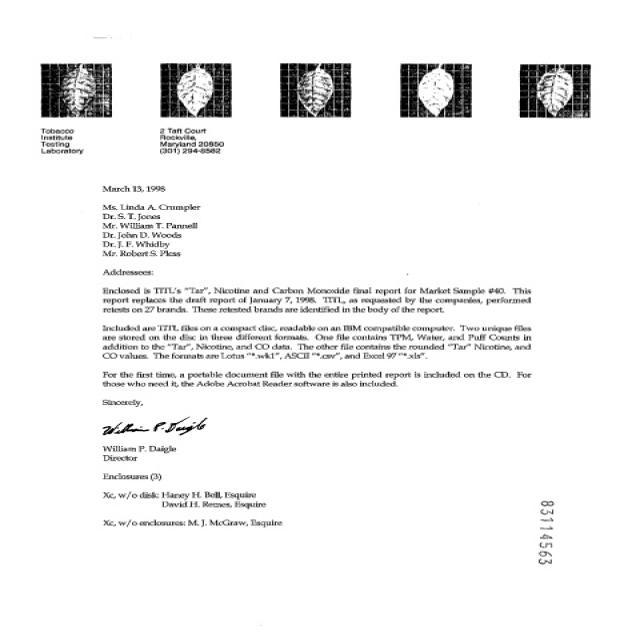 Tobacco
Institute
Testing
Laboratory
2 Taft Court
Rockville,
Maryland 20850
(301) 294-8582
March 13, 1998
Ms. Linda A. Crumpler
Dr. S. T. Jones
Mr. William T. Pannell
Dr. John D. Woods
Dr. J. F. Whidby
Mr. Robert S. Pless
Addressees:
Enclosed is TITL's "Tar", Nicotine and Carbon Monoxide final report for Market Sample #40. This
report replaces the draft report of January 7, 1998. TITL, as requested by the companies, performed
retests on 27 brands. These retested brands are identified in the body of the report.
Included are TITL files on a compact disc, readable on an IBM compatible computer. Two unique files
are stored on the disc in three different formats. One file contains TPM, Water, and Puff Counts in
addition to the "Tar", Nicotine, and CO data. The other file contains the rounded "Tar" Nicotine, and
CO values. The formats are Lotus "*.wk1", ASCII "*.csv", and Excel 97 "*.xls".
For the first time, a portable document file with the entire printed report is included on the CD. For
those who need it, the Adobe Acrobat Reader software is also included.
Sincerely,
William P. Daigle
William P. Daigle
Director
Enclosures (3)
Xc, w/o disk: Haney H. Bell, Esquire
David H. Remes, Esquire
Xc, w/o enclosures: M. J. McGraw, Esquire
83114563